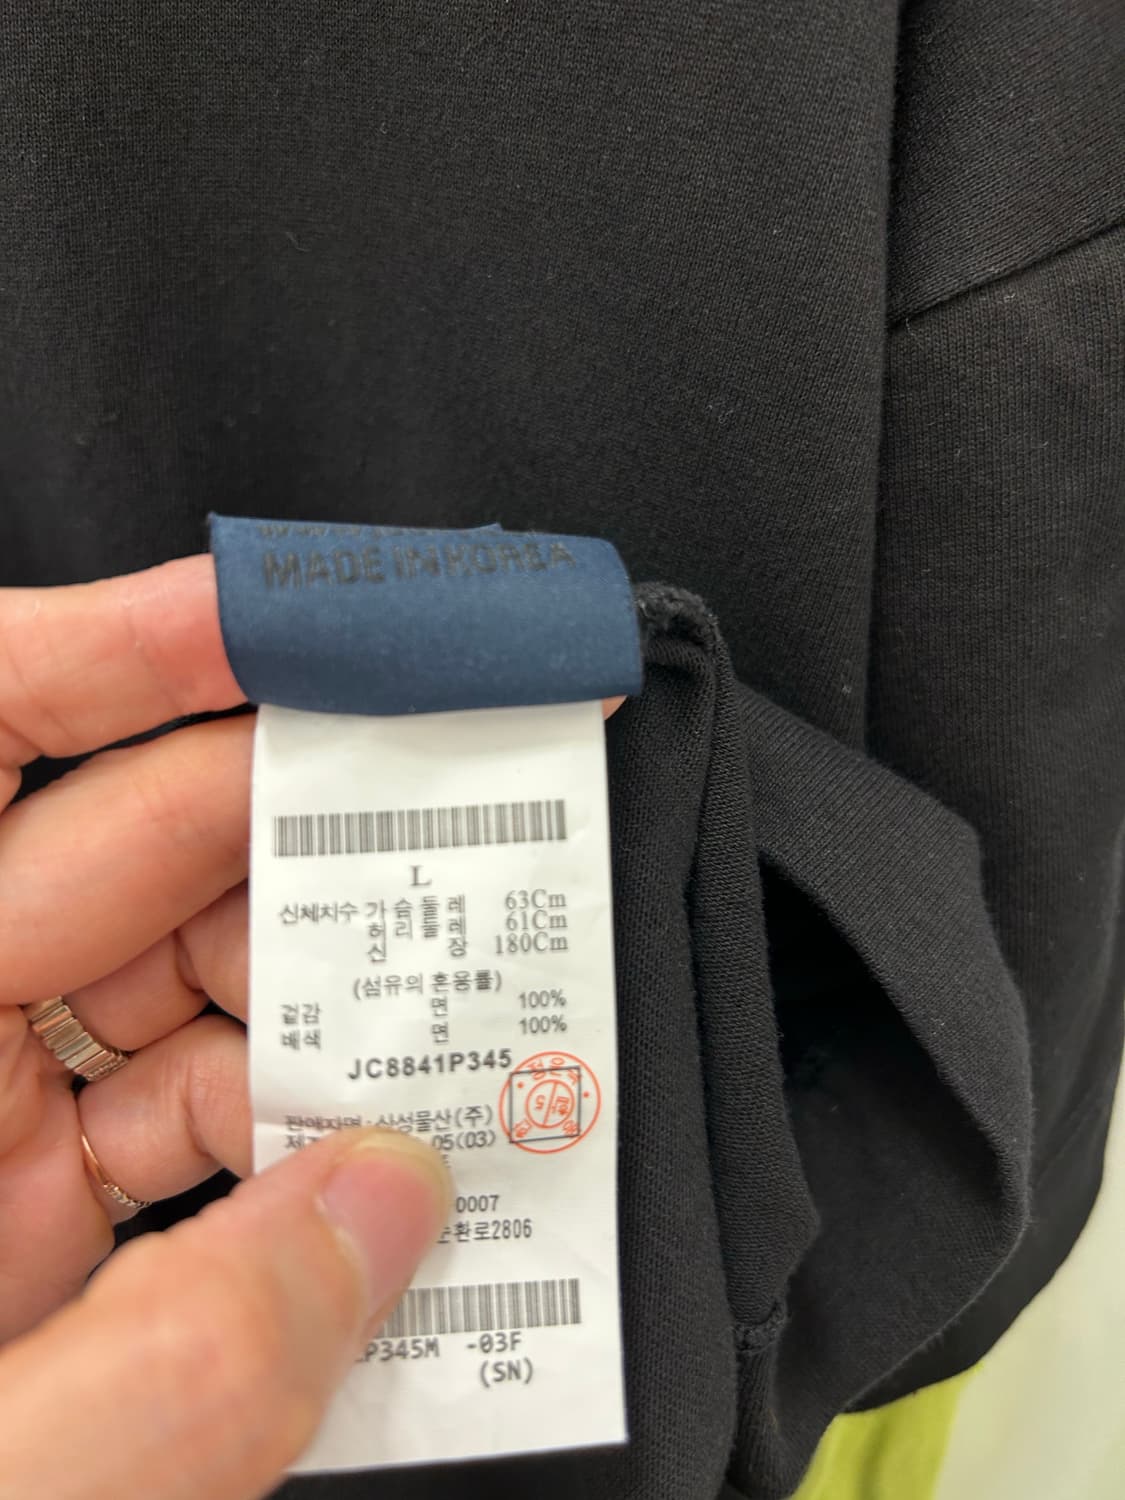 MADE IN KOREA
L
신체치수 가슴둘레 63Cm
허리둘레 61Cm
신장 180Cm
(섬유의 혼용률)
겉감 면 100%
배색 면 100%
JC8841P345
판매자명:삼성물산(주)
05(03)
0007
순환로2806
P345M -03F
(SN)